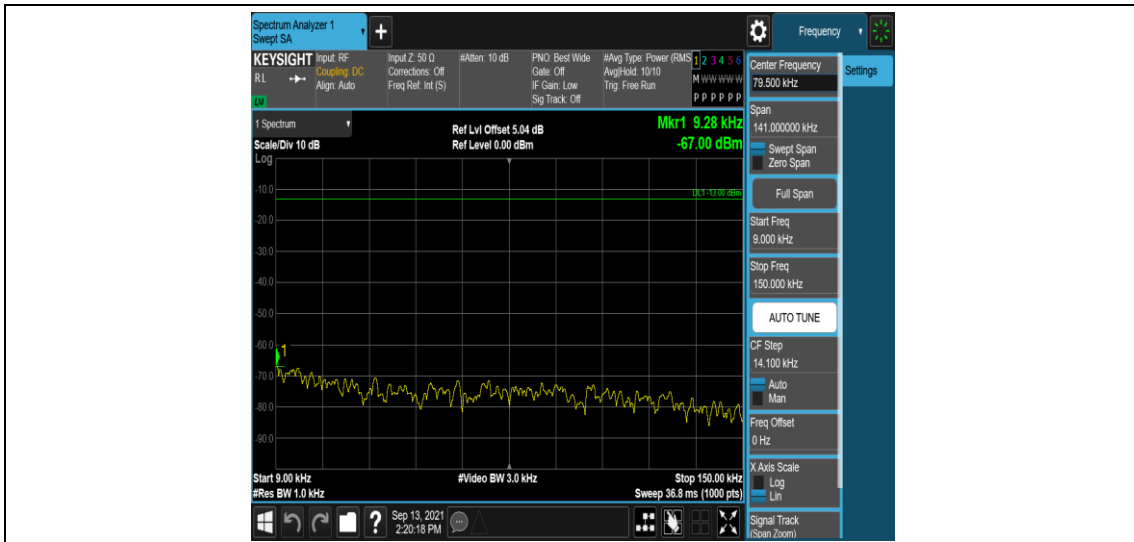 Spectrum Analyzer 1
Swept SA
Frequency
KEYSIGHT
RL
LXI
Input: RF
Coupling: DC
Align: Auto
Input Z: 50 Ω
Corrections: Off
Freq Ref: Int (S)
#Atten: 10 dB
PNO: Best Wide
Gate: Off
IF Gain: Low
Sig Track: Off
#Avg Type: Power (RMS
Avg|Hold: 10/10
Trig: Free Run
1 2 3 4 5 6
M W W W W W
P P P P P P
Settings
1 Spectrum
Scale/Div 10 dB
Ref Lvl Offset 5.04 dB
Ref Level 0.00 dBm
Mkr1 9.28 kHz
-67.00 dBm
Log
DL1 -13.00 dBm
-10.0
-20.0
-30.0
-40.0
-50.0
-60.0
1
-70.0
-80.0
-90.0
Start 9.00 kHz
#Video BW 3.0 kHz
Stop 150.00 kHz
#Res BW 1.0 kHz
Sweep 36.8 ms (1000 pts)
Center Frequency
79.500 kHz
Span
141.000000 kHz
Swept Span
Zero Span
Full Span
Start Freq
9.000 kHz
Stop Freq
150.000 kHz
AUTO TUNE
CF Step
14.100 kHz
Auto
Man
Freq Offset
0 Hz
X Axis Scale
Log
Lin
Signal Track
(Span Zoom)
?
Sep 13, 2021
2:20:18 PM